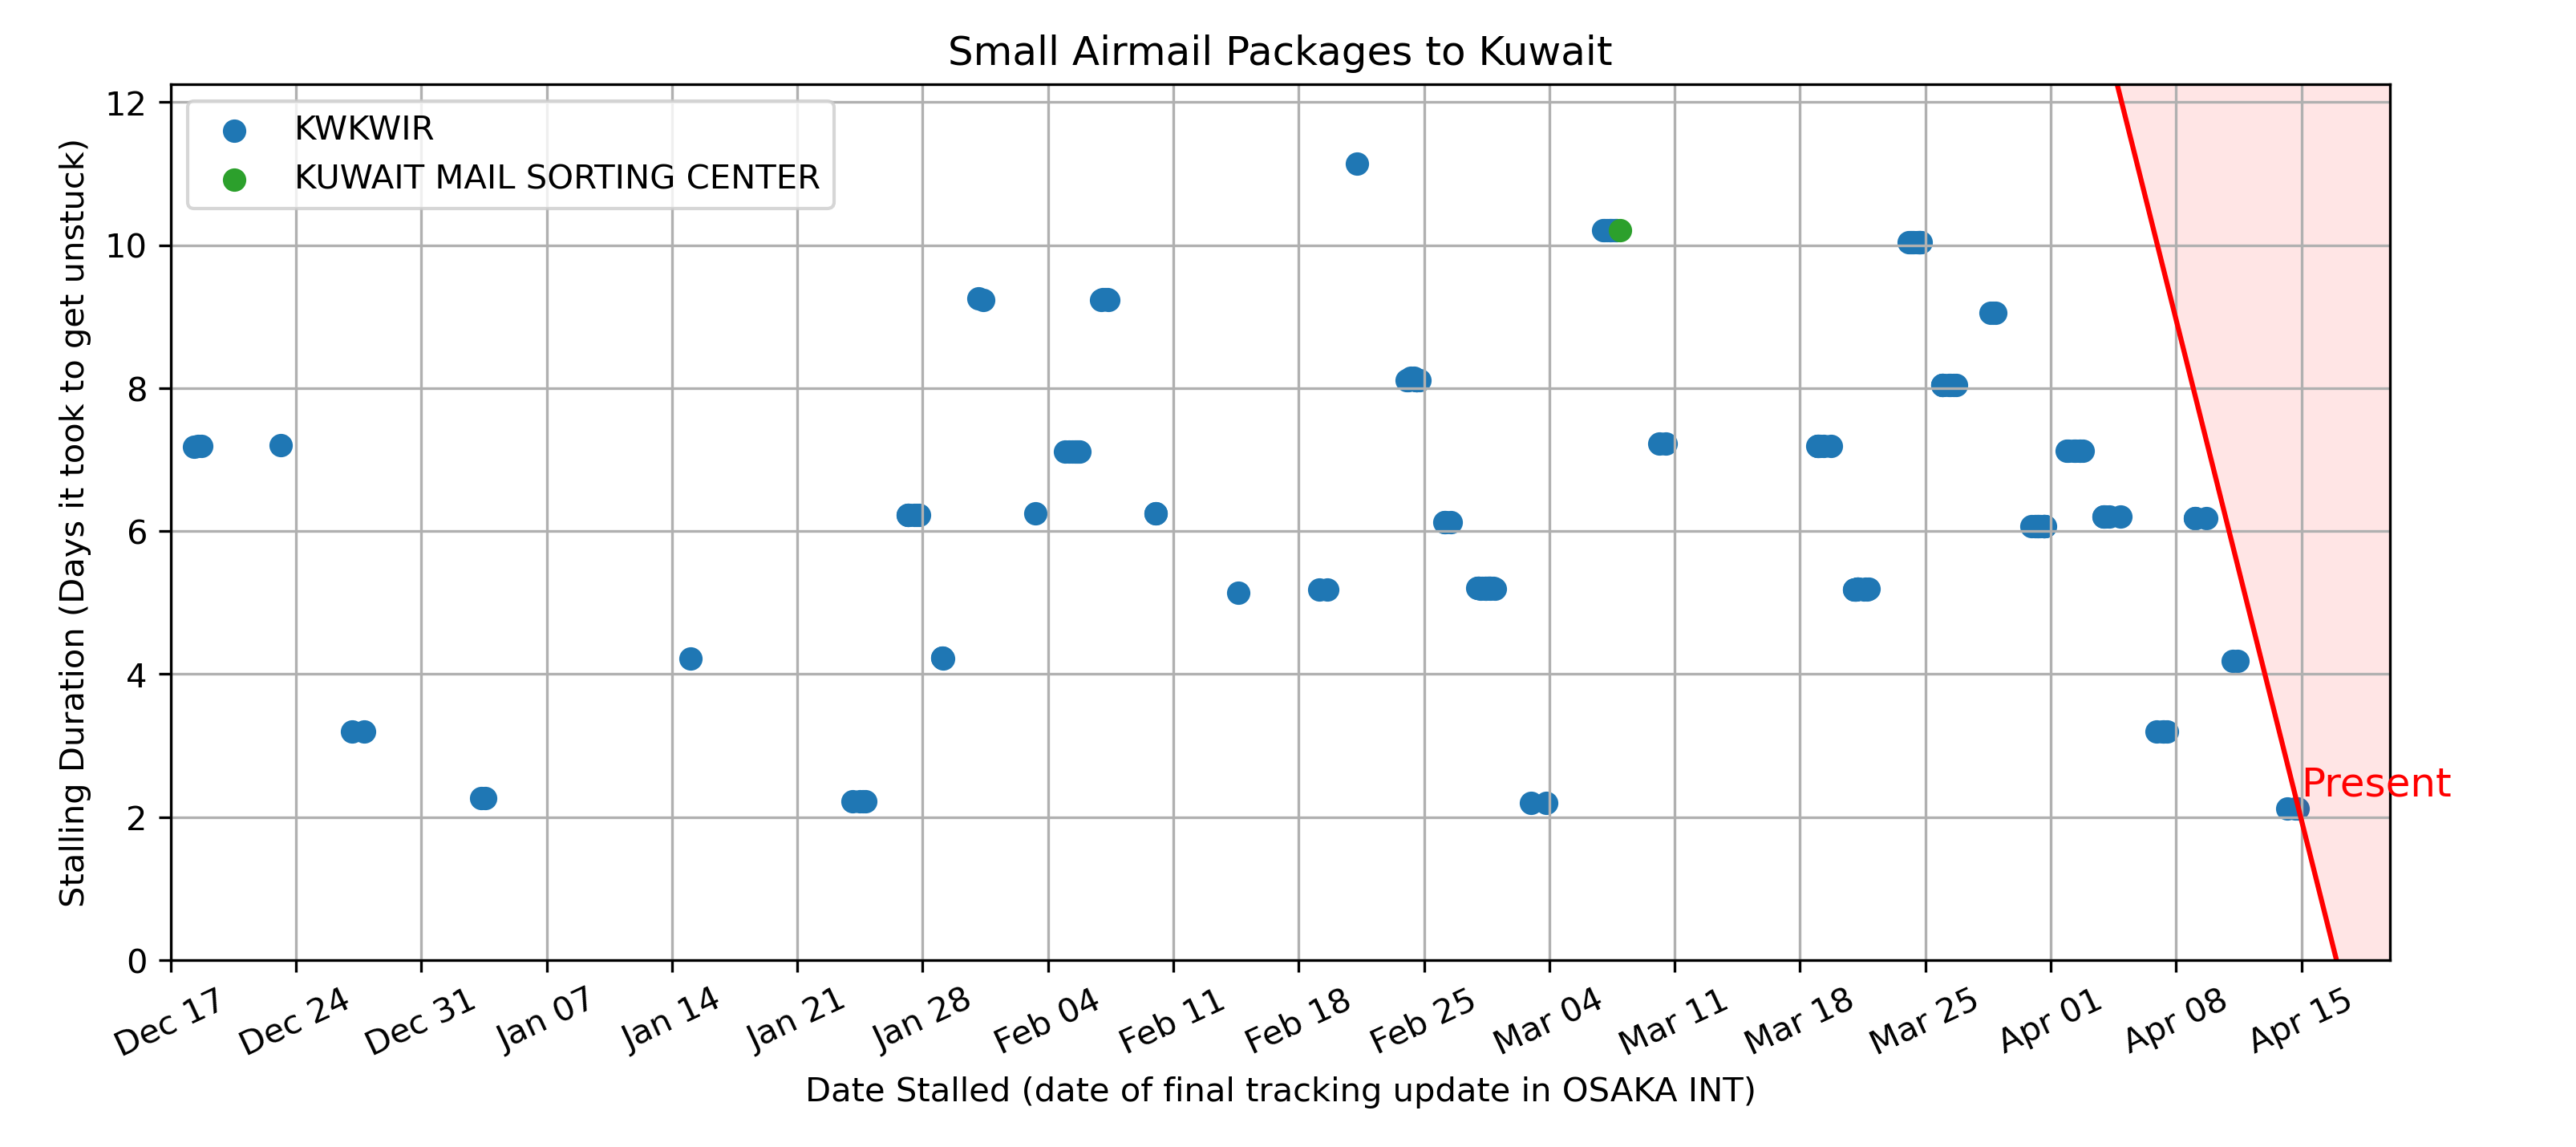 Small Airmail Packages to Kuwait
KWKWIR
KUWAIT MAIL SORTING CENTER
Stalling Duration (Days it took to get unstuck)
12
10
8
6
4
2
0
Present
Dec 17
Dec 24
Dec 31
Jan 07
Jan 14
Jan 21
Jan 28
Feb 04
Feb 11
Feb 18
Feb 25
Mar 04
Mar 11
Mar 18
Mar 25
Apr 01
Apr 08
Apr 15
Date Stalled (date of final tracking update in OSAKA INT)